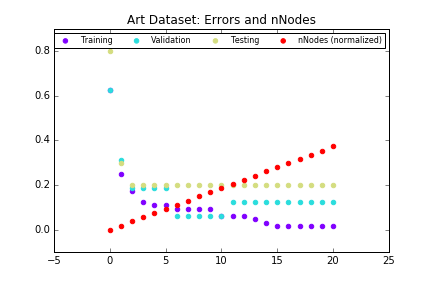 Art Dataset: Errors and nNodes
Training Validation Testing nNodes (normalized)
0.8
0.6
0.4
0.2
0.0
−5 0 5 10 15 20 25